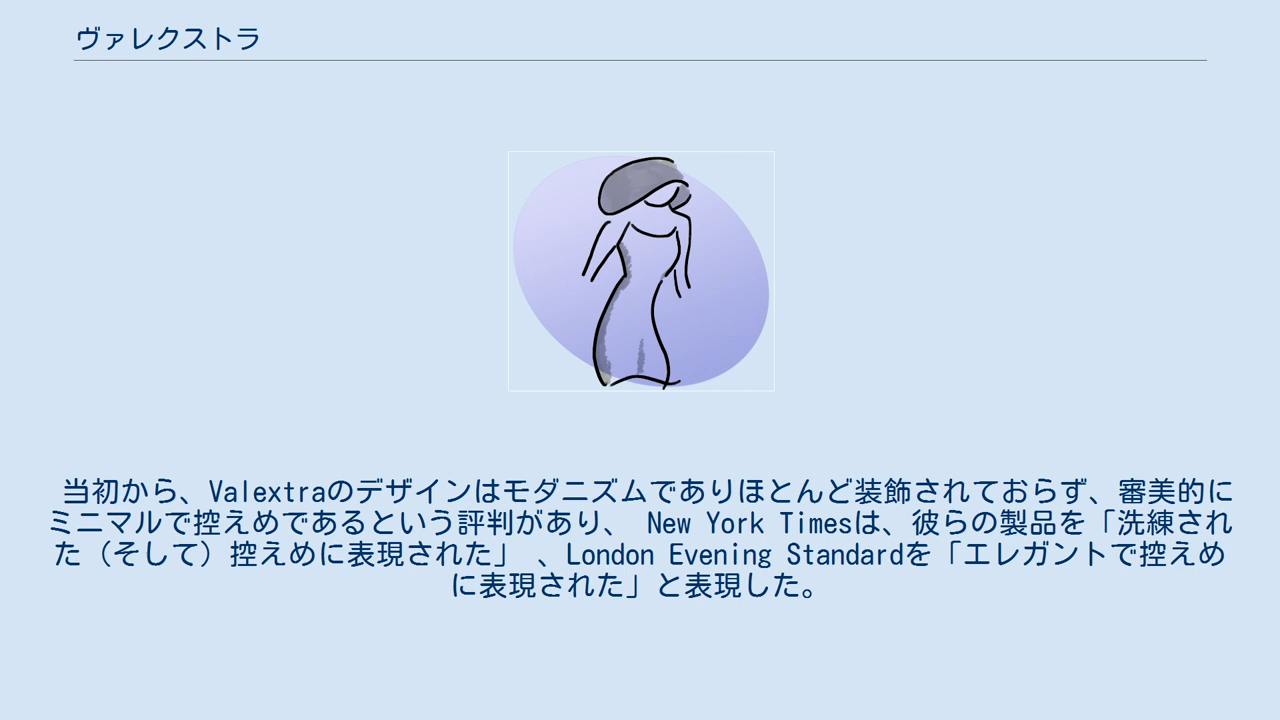 ヴァレクストラ
当初から、Valextraのデザインはモダニズムでありほとんど装飾されておらず、審美的に
ミニマルで控えめであるという評判があり、 New York Timesは、彼らの製品を「洗練され
た（そして）控えめに表現された」 、London Evening Standardを「エレガントで控えめ
に表現された」と表現した。